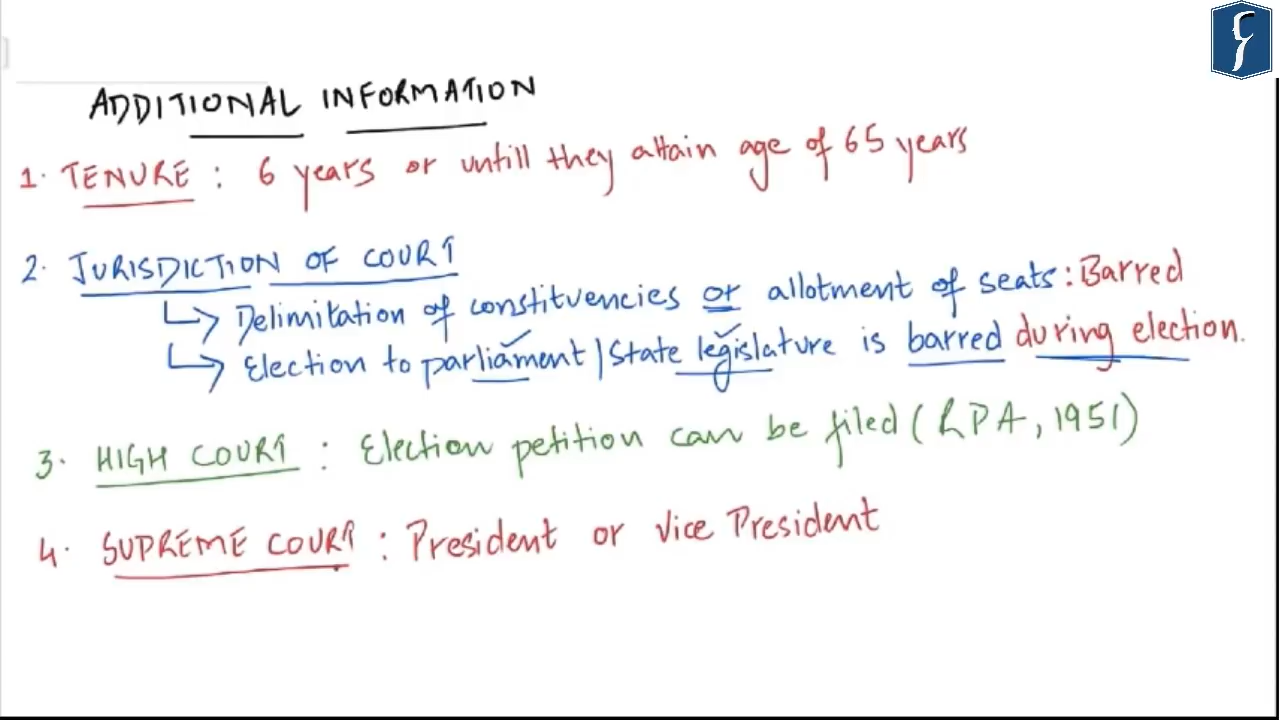 ADDITIONAL INFORMATION
1. TENURE : 6 years or untill they attain age of 65 years
2. JURISDICTION OF COURT
↳ Delimitation of constituencies or allotment of seats : Barred
↳ Election to parliament / State legislature is barred during election.
3. HIGH COURT : Election petition can be filed (RPA, 1951)
4. SUPREME COURT : President or Vice President